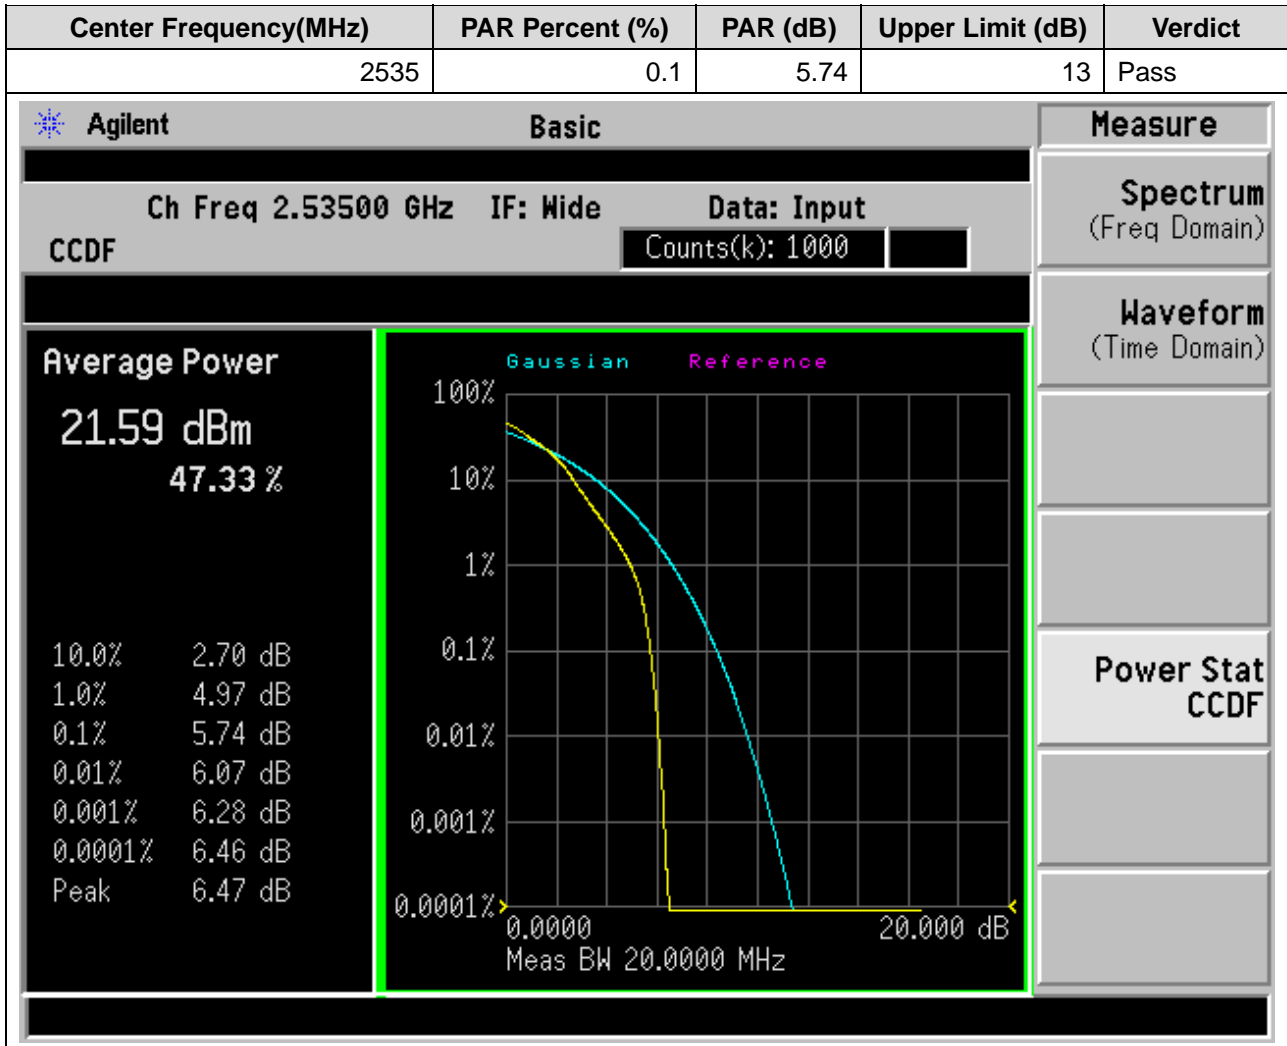 Center Frequency(MHz) PAR Percent (%) PAR (dB) Upper Limit (dB) Verdict
2535 0.1 5.74 13 Pass
Agilent Basic Measure
Ch Freq 2.53500 GHz IF: Wide Data: Input
CCDF Counts(k): 1000
Average Power
21.59 dBm
47.33 %
10.0% 2.70 dB
1.0% 4.97 dB
0.1% 5.74 dB
0.01% 6.07 dB
0.001% 6.28 dB
0.0001% 6.46 dB
Peak 6.47 dB
Gaussian Reference
100%
10%
1%
0.1%
0.01%
0.001%
0.0001%
0.0000 20.000 dB
Meas BW 20.0000 MHz
Spectrum
(Freq Domain)
Waveform
(Time Domain)
Power Stat
CCDF